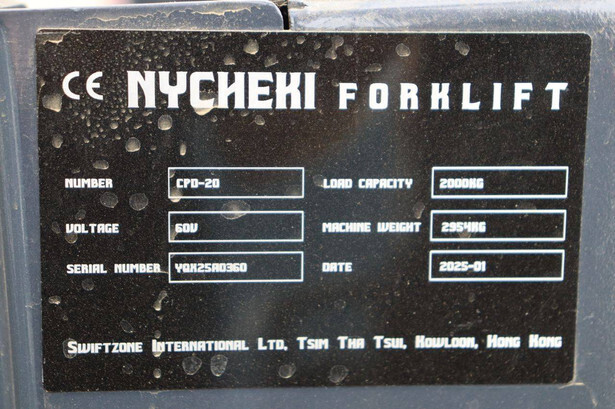 CE NYCHEKI FORKLIFT
NUMBER CPD-20 LOAD CAPACITY 2000KG
VOLTAGE 60V MACHINE WEIGHT 2954KG
SERIAL NUMBER YQX25A0360 DATE 2025-01
Swiftzone International Ltd, Tsim Tha Tsui, Kowloon, Hong Kong